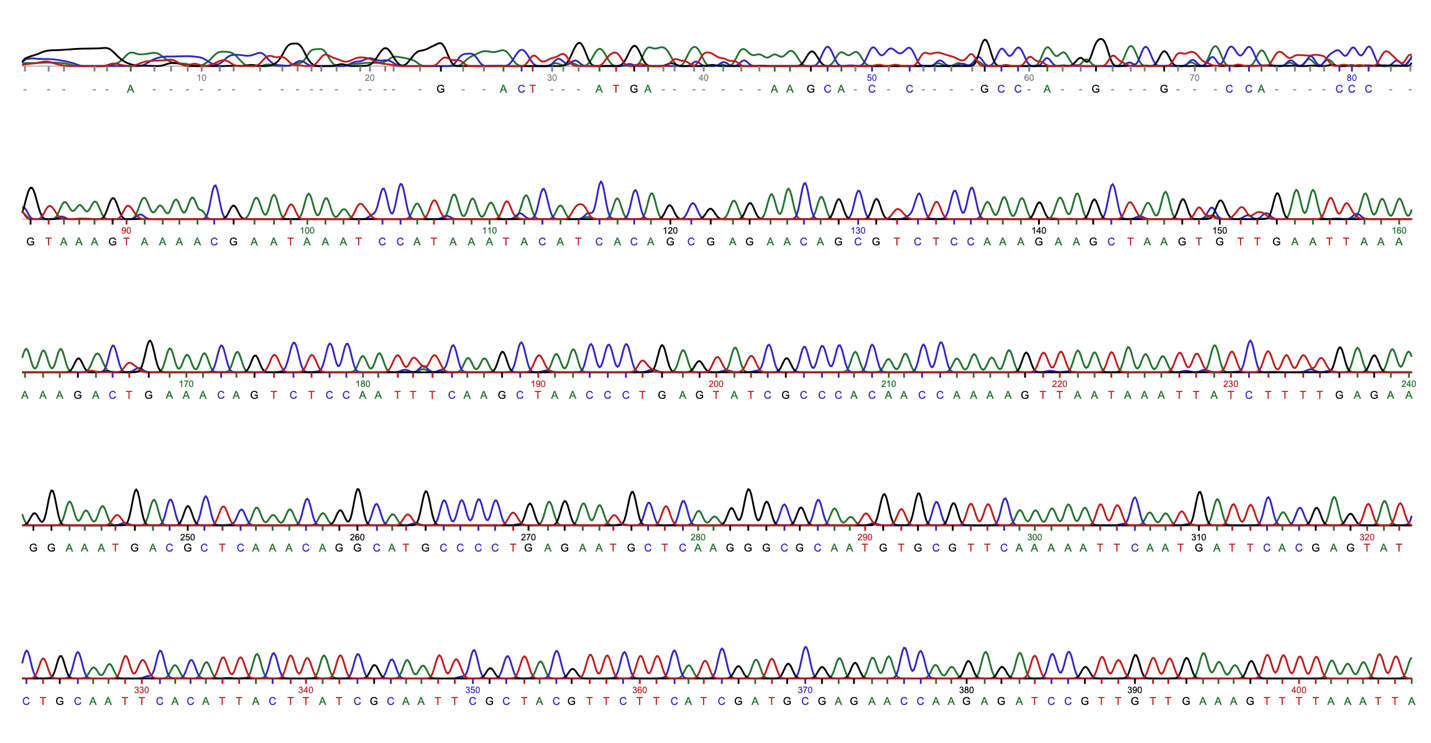 10 20 30 40 50 60 70 80
- - - - - - A - - - - - - - - - - - - - - - - G - - A C T - - - A T G A - - - - - - A A G C A - C - C - - - - G C C - A - - G - - - G - - - C C A - - - - C C C - -
90 100 110 120 130 140 150 160
G T A A A G T A A A A C G A A T A A A T C C A T A A A T A C A T C A C A G C G A G A A C A G C G T C T C C A A A G A A G C T A A G T G T T G A A T T A A A
170 180 190 200 210 220 230 240
A A A G A C T G A A A C A G T C T C C A A T T T C A A G C T A A C C C T G A G T A T C G C C C A C A A C C A A A A G T T A A T A A A T T A T C T T T T G A G A A
250 260 270 280 290 300 310 320
G G A A A T G A C G C T C A A A C A G G C A T G C C C C T G A G A A T G C T C A A G G G C G C A A T G T G C G T T C A A A A A T T C A A T G A T T C A C G A G T A T
330 340 350 360 370 380 390 400
C T G C A A T T C A C A T T A C T T A T C G C A A T T C G C T A C G T T C T T C A T C G A T G C G A G A A C C A A G A G A T C C G T T G T T G A A A G T T T T A A A T T A